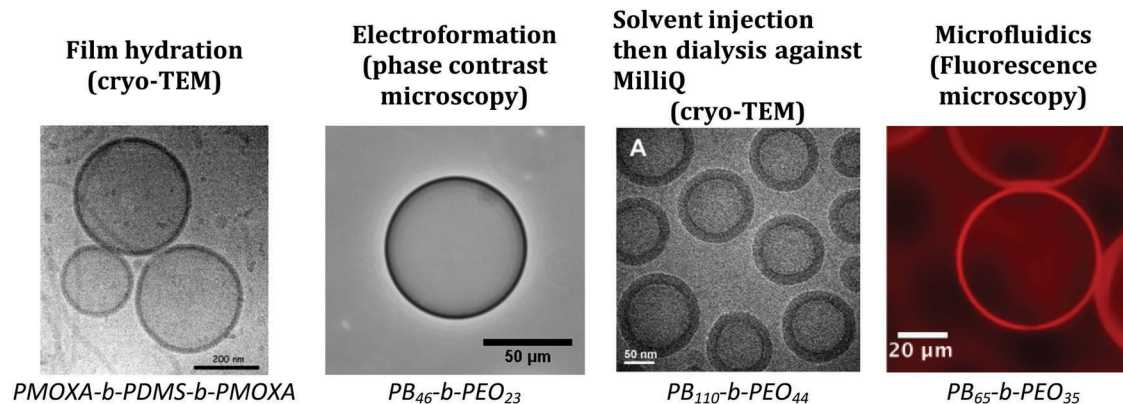 Film hydration
(cryo-TEM)
Electroformation
(phase contrast
microscopy)
Solvent injection
then dialysis against
MilliQ
(cryo-TEM)
Microfluidics
(Fluorescence
microscopy)
200 nm
50 µm
A
50 nm
20 µm
PMOXA-b-PDMS-b-PMOXA
PB46-b-PEO23
PB110-b-PEO44
PB65-b-PEO35